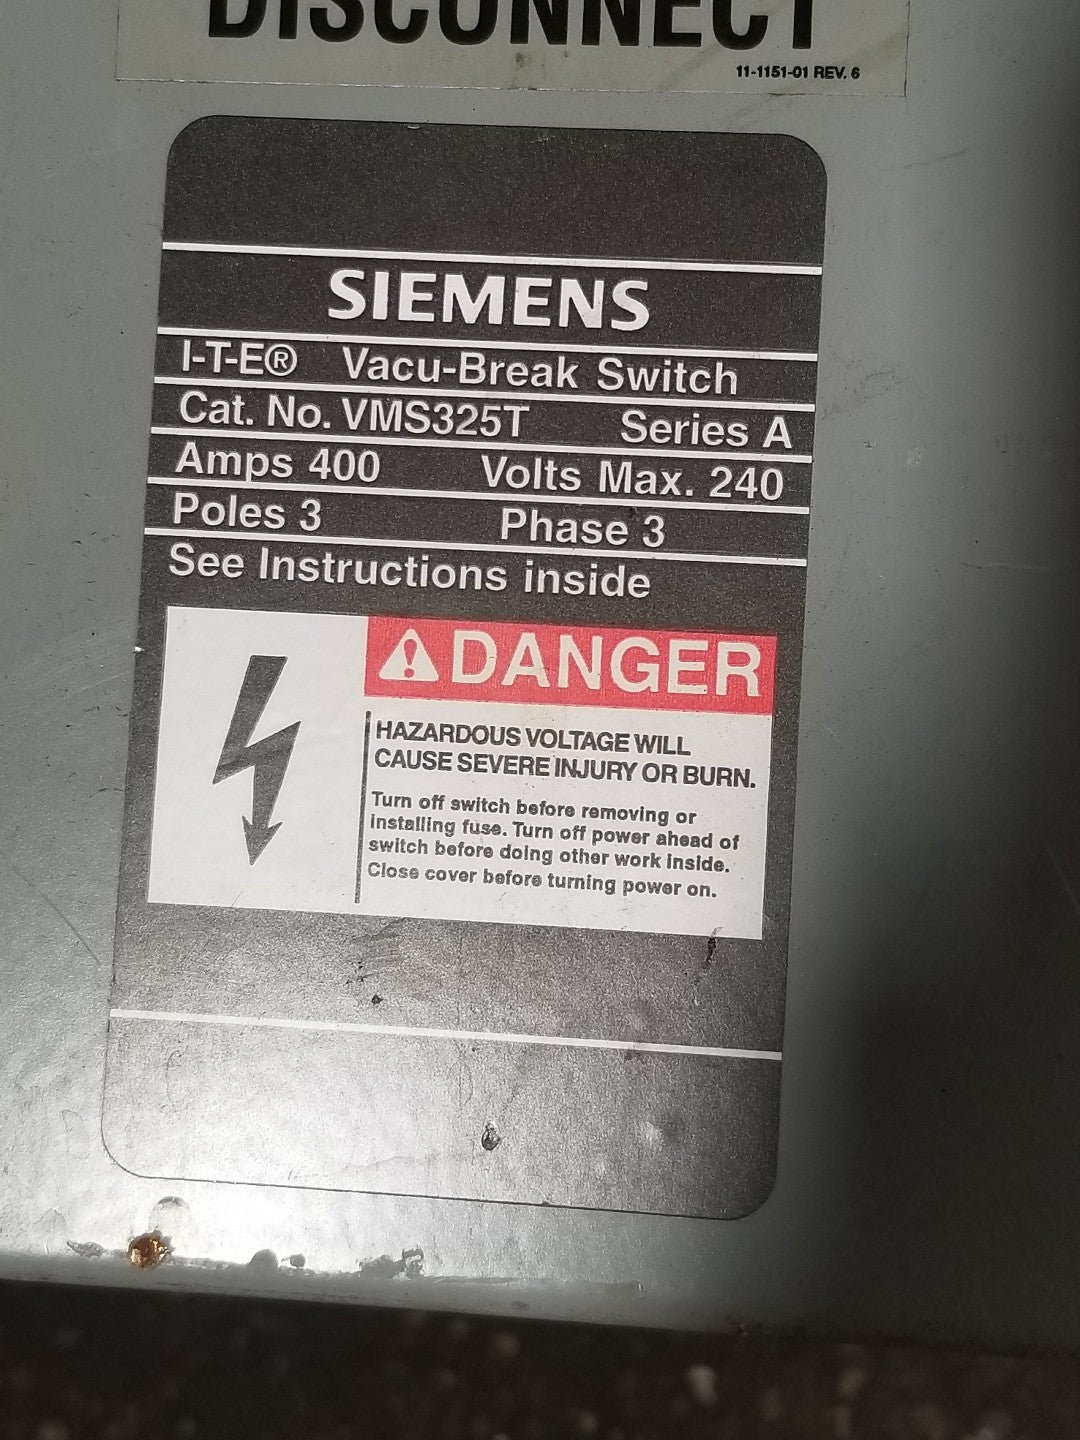 DISCONNECT
11-1151-01 REV. 6
SIEMENS
I-T-E® Vacu-Break Switch
Cat. No. VMS325T Series A
Amps 400 Volts Max. 240
Poles 3 Phase 3
See Instructions inside
DANGER
HAZARDOUS VOLTAGE WILL
CAUSE SEVERE INJURY OR BURN.
Turn off switch before removing or
installing fuse. Turn off power ahead of
switch before doing other work inside.
Close cover before turning power on.